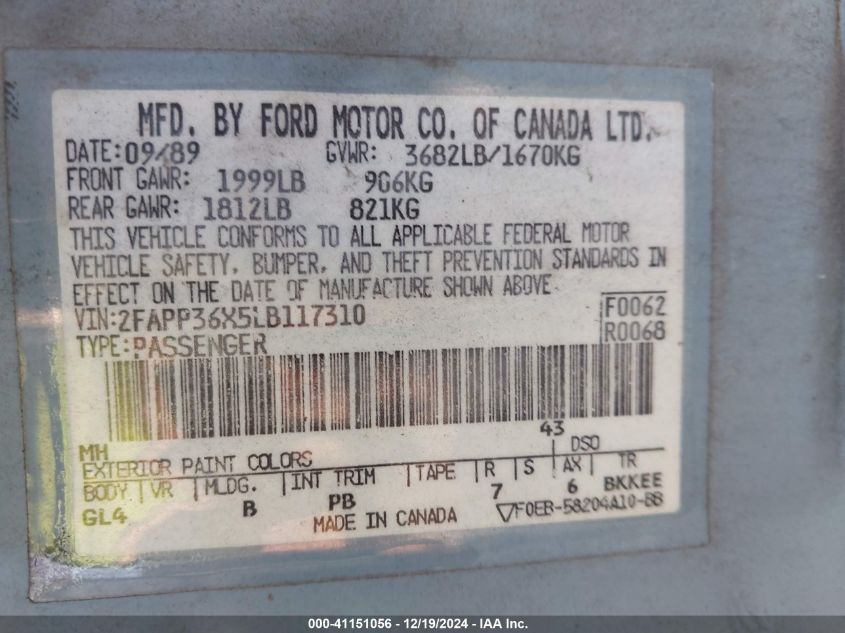 MFD. BY FORD MOTOR CO. OF CANADA LTD.
DATE: 09/89 GVWR: 3682LB/1670KG
FRONT GAWR: 1999LB 906KG
REAR GAWR: 1812LB 821KG
THIS VEHICLE CONFORMS TO ALL APPLICABLE FEDERAL MOTOR
VEHICLE SAFETY, BUMPER, AND THEFT PREVENTION STANDARDS IN
EFFECT ON THE DATE OF MANUFACTURE SHOWN ABOVE
VIN: 2FAPP36X5LB117310 F0062
TYPE: PASSENGER R0068
43
MH DSO
EXTERIOR PAINT COLORS
BODY VR MLDG. INT TRIM TAPE R S AX TR
GL4 B PB 7 6 BKKEE
MADE IN CANADA F0EB-58204A10-BB
000-41151056 - 12/19/2024 - IAA Inc.